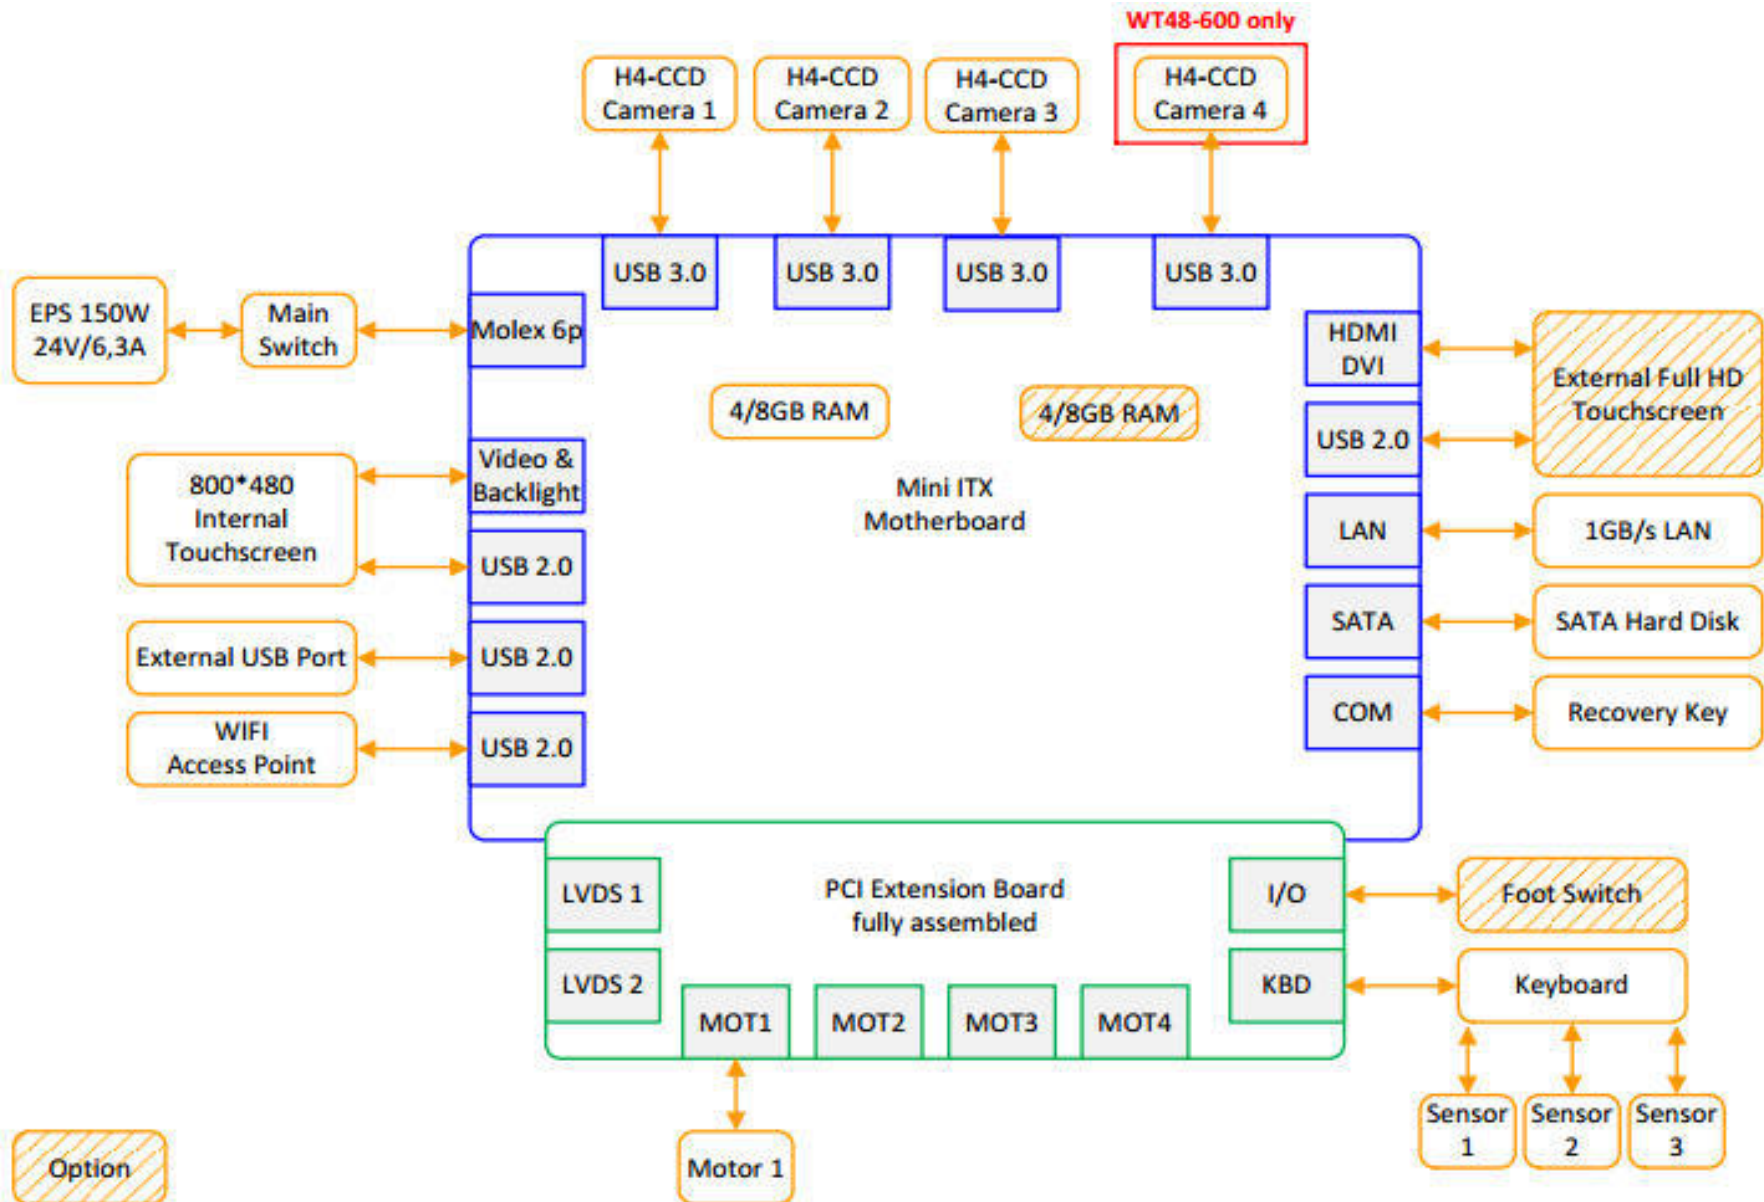 WT48-600 only
H4-CCD
Camera 1
H4-CCD
Camera 2
H4-CCD
Camera 3
H4-CCD
Camera 4
USB 3.0
USB 3.0
USB 3.0
USB 3.0
EPS 150W
24V/6,3A
Main
Switch
Molex 6p
HDMI
DVI
External Full HD
Touchscreen
4/8GB RAM
4/8GB RAM
USB 2.0
800*480
Internal
Touchscreen
Video &
Backlight
Mini ITX
Motherboard
LAN
1GB/s LAN
USB 2.0
SATA
SATA Hard Disk
External USB Port
USB 2.0
COM
Recovery Key
WIFI
Access Point
USB 2.0
LVDS 1
PCI Extension Board
fully assembled
I/O
Foot Switch
LVDS 2
KBD
Keyboard
MOT1
MOT2
MOT3
MOT4
Sensor
1
Sensor
2
Sensor
3
Option
Motor 1